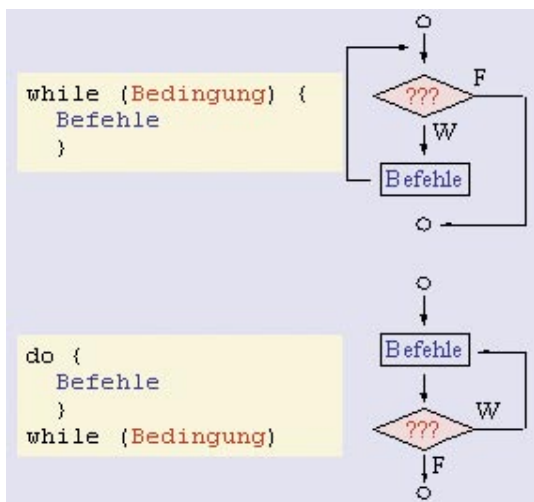 while (Bedingung) {
Befehle
}
???
F
W
Befehle
do {
Befehle
}
while (Bedingung)
Befehle
???
W
F